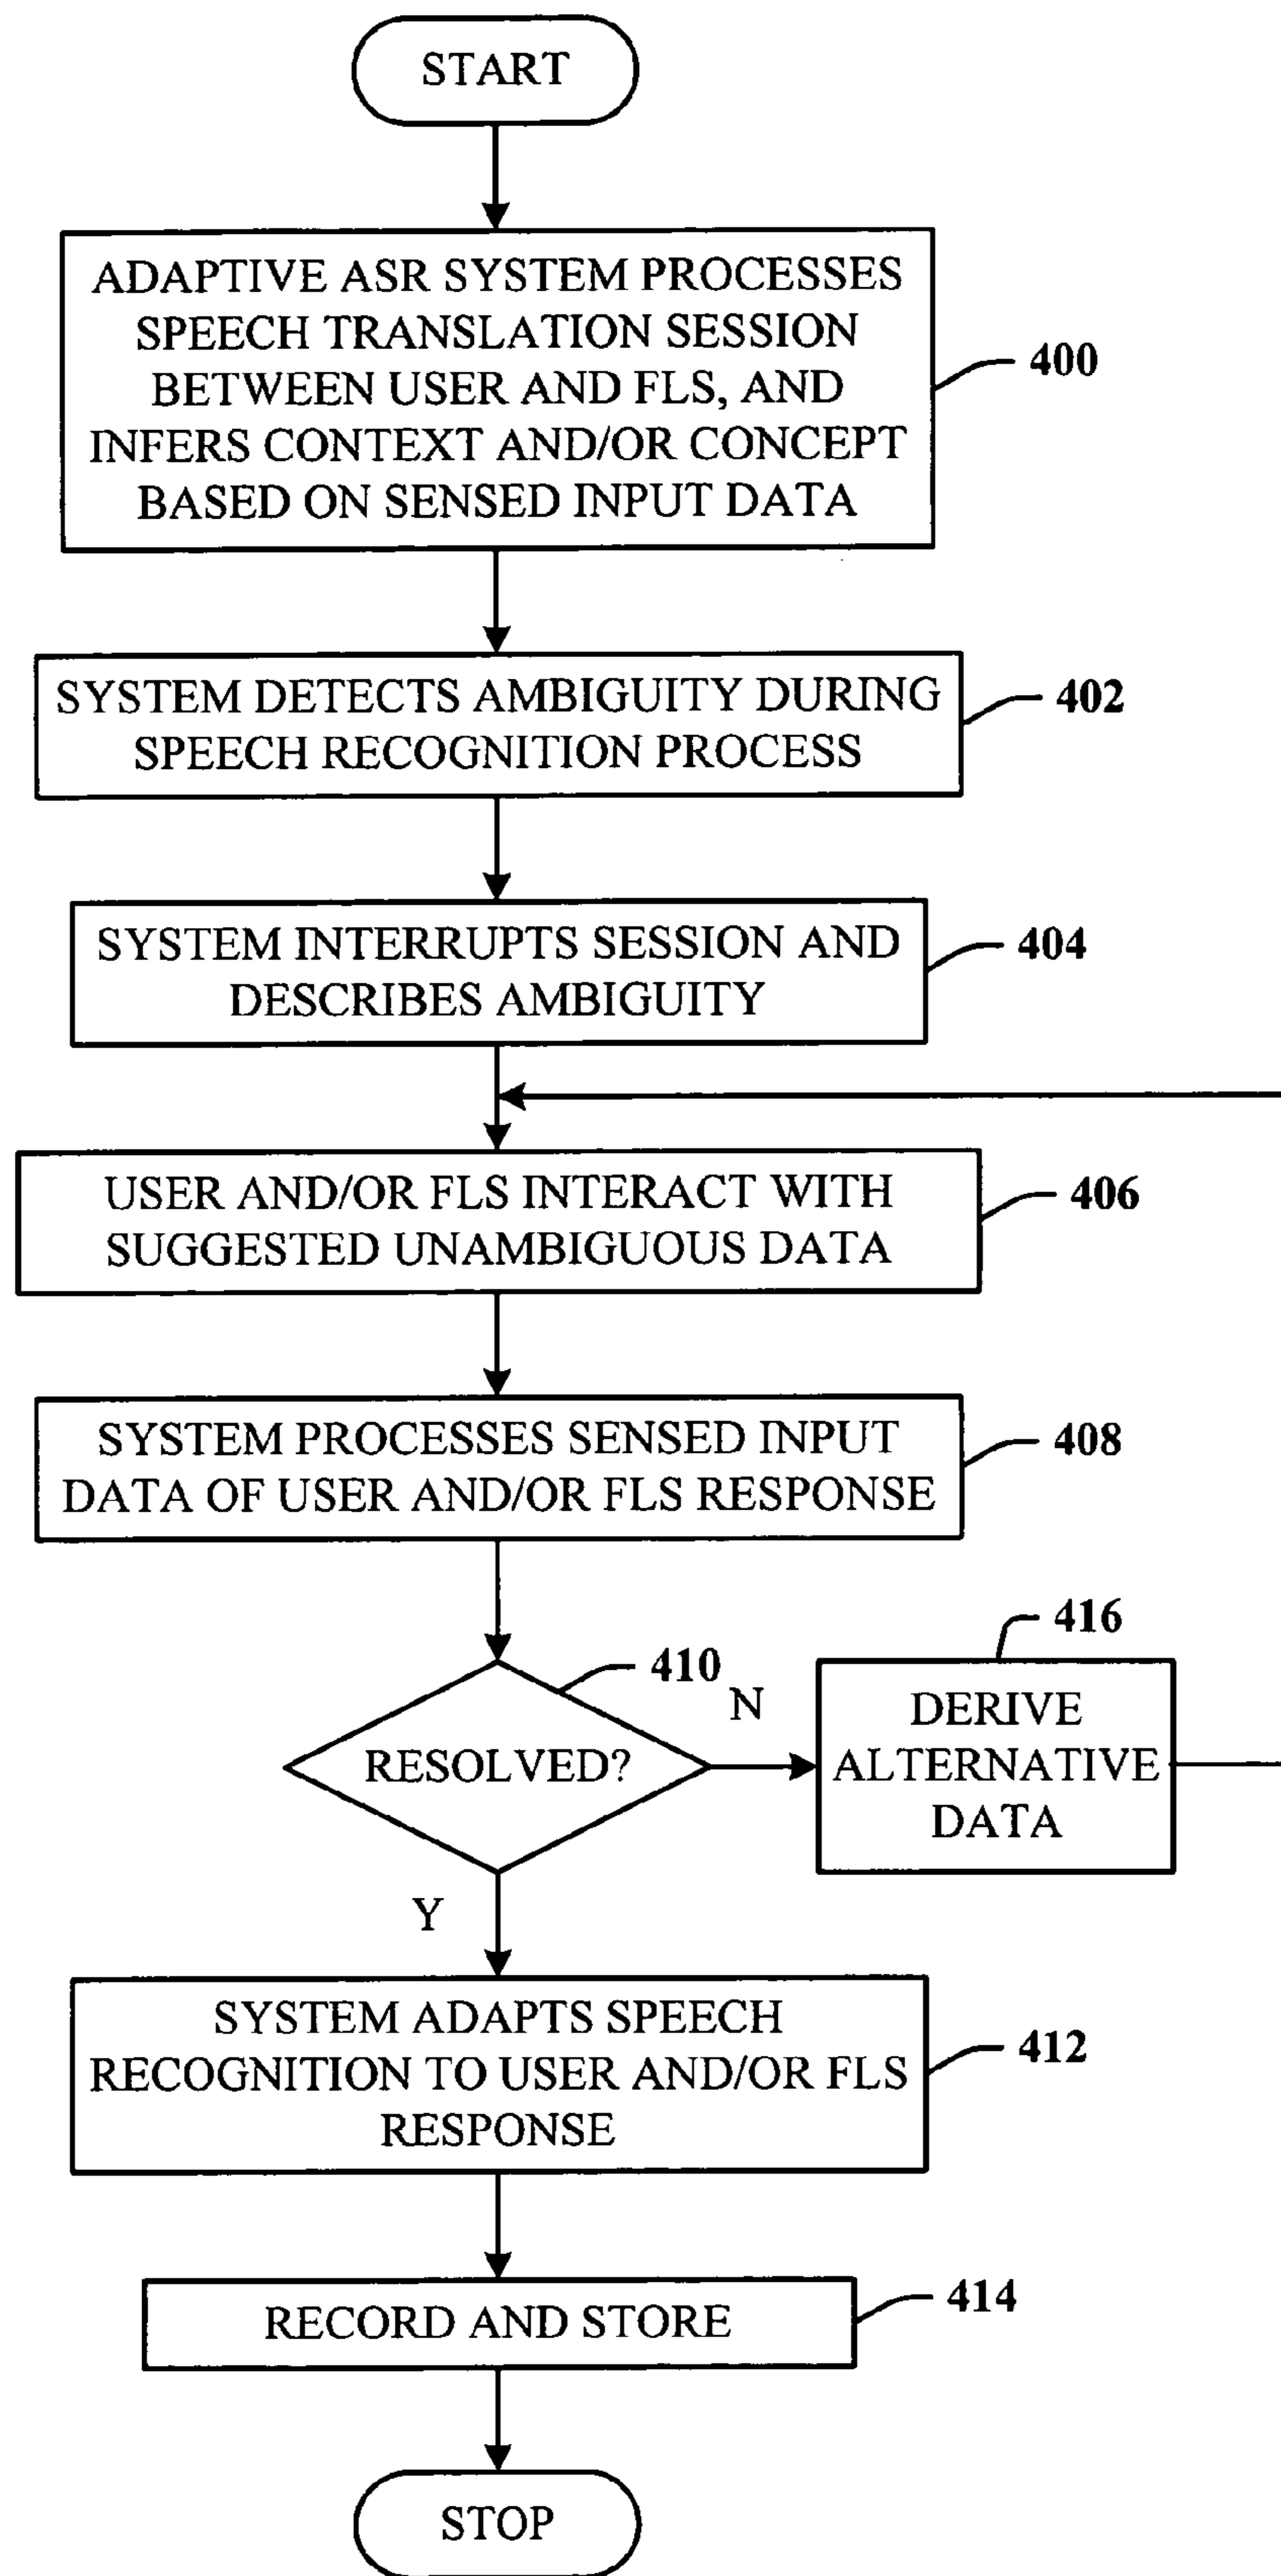 START
ADAPTIVE ASR SYSTEM PROCESSES
SPEECH TRANSLATION SESSION
BETWEEN USER AND FLS, AND
INFERS CONTEXT AND/OR CONCEPT
BASED ON SENSED INPUT DATA
400
SYSTEM DETECTS AMBIGUITY DURING
SPEECH RECOGNITION PROCESS
402
SYSTEM INTERRUPTS SESSION AND
DESCRIBES AMBIGUITY
404
USER AND/OR FLS INTERACT WITH
SUGGESTED UNAMBIGUOUS DATA
406
SYSTEM PROCESSES SENSED INPUT
DATA OF USER AND/OR FLS RESPONSE
408
RESOLVED?
410
N
416
DERIVE
ALTERNATIVE
DATA
Y
SYSTEM ADAPTS SPEECH
RECOGNITION TO USER AND/OR FLS
RESPONSE
412
RECORD AND STORE
414
STOP